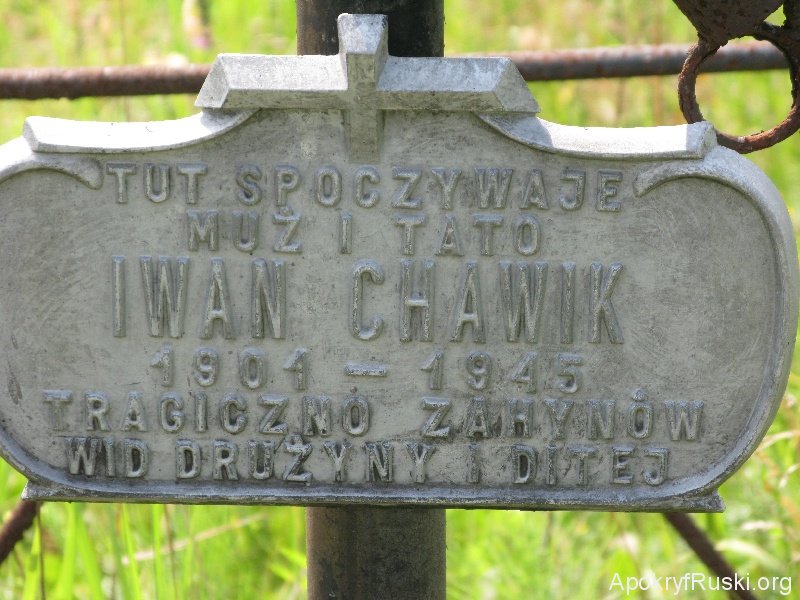 TUT SPOCZYWAJE
MUŻ I TATO
IWAN CHAWIK
1901 – 1945
TRAGICZNO ZAHYNÓW
WID DRUŻYNY I DITEJ
ApokryfRuski.org